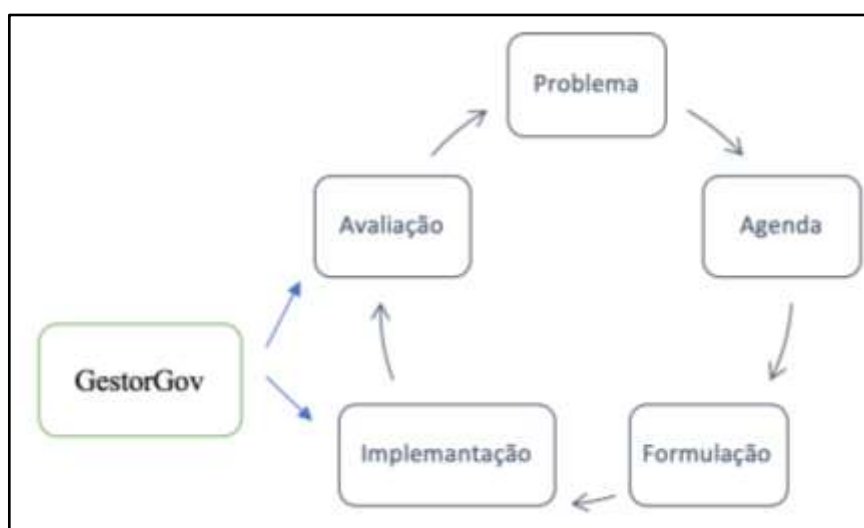 Problema
Avaliação
Agenda
GestorGov
Implemantação
Formulação